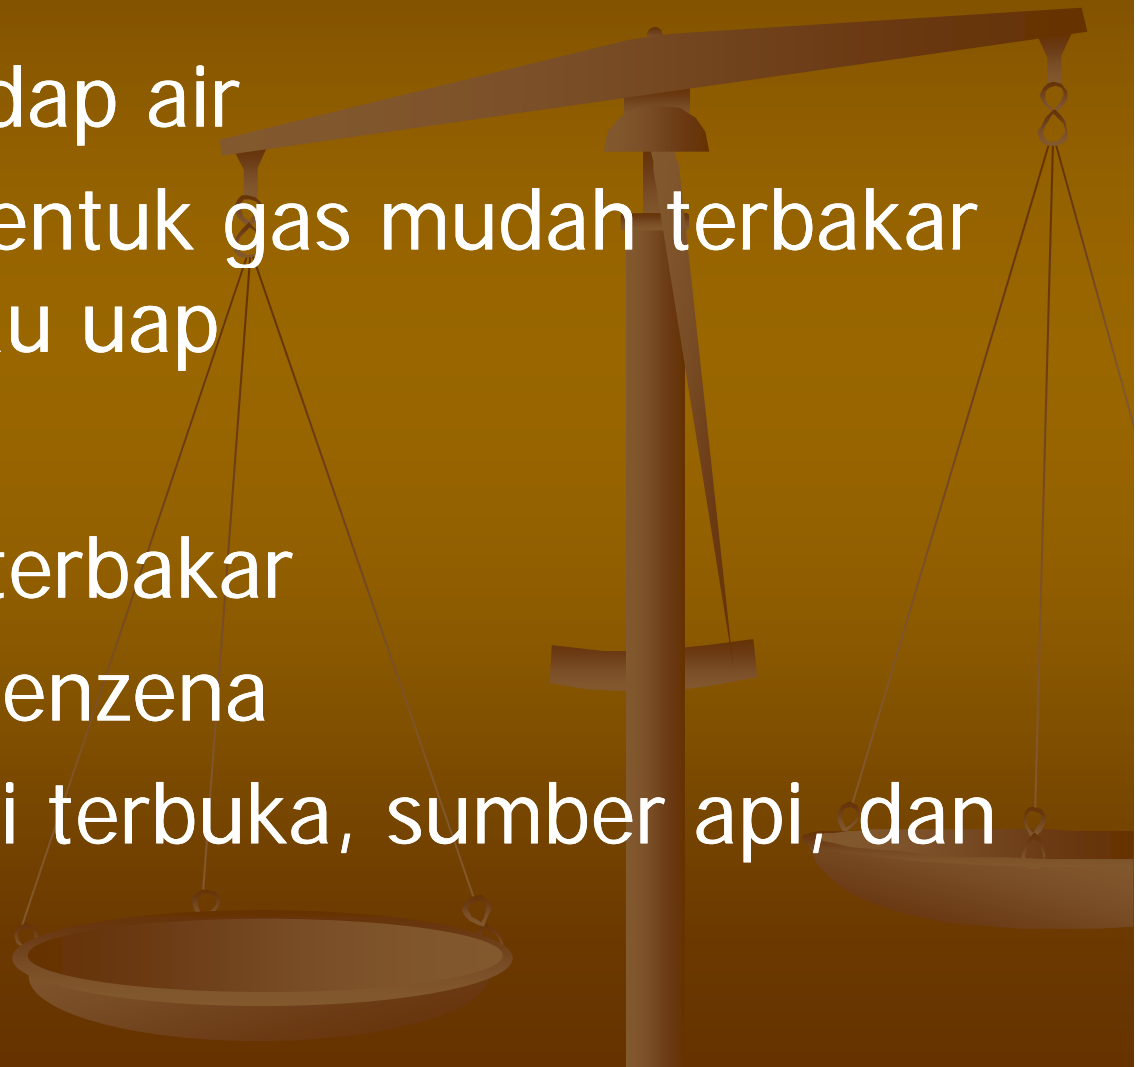 dap air
entuk gas mudah terbakar
u uap
terbakar
enzena
i terbuka, sumber api, dan